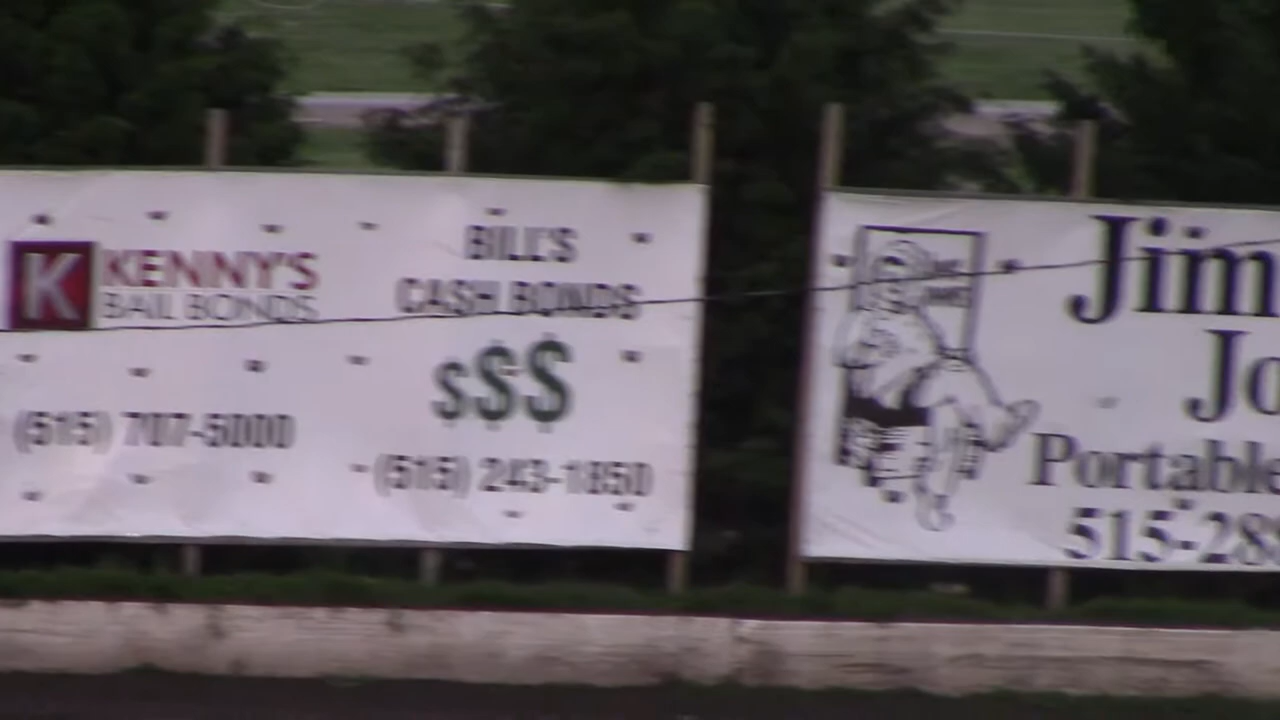 K
KENNY'S
BAIL BONDS
(515) 707-5000
BILL'S
CASH BONDS
$$$
(515) 243-1850
Jim
Jo
Portable
515-28